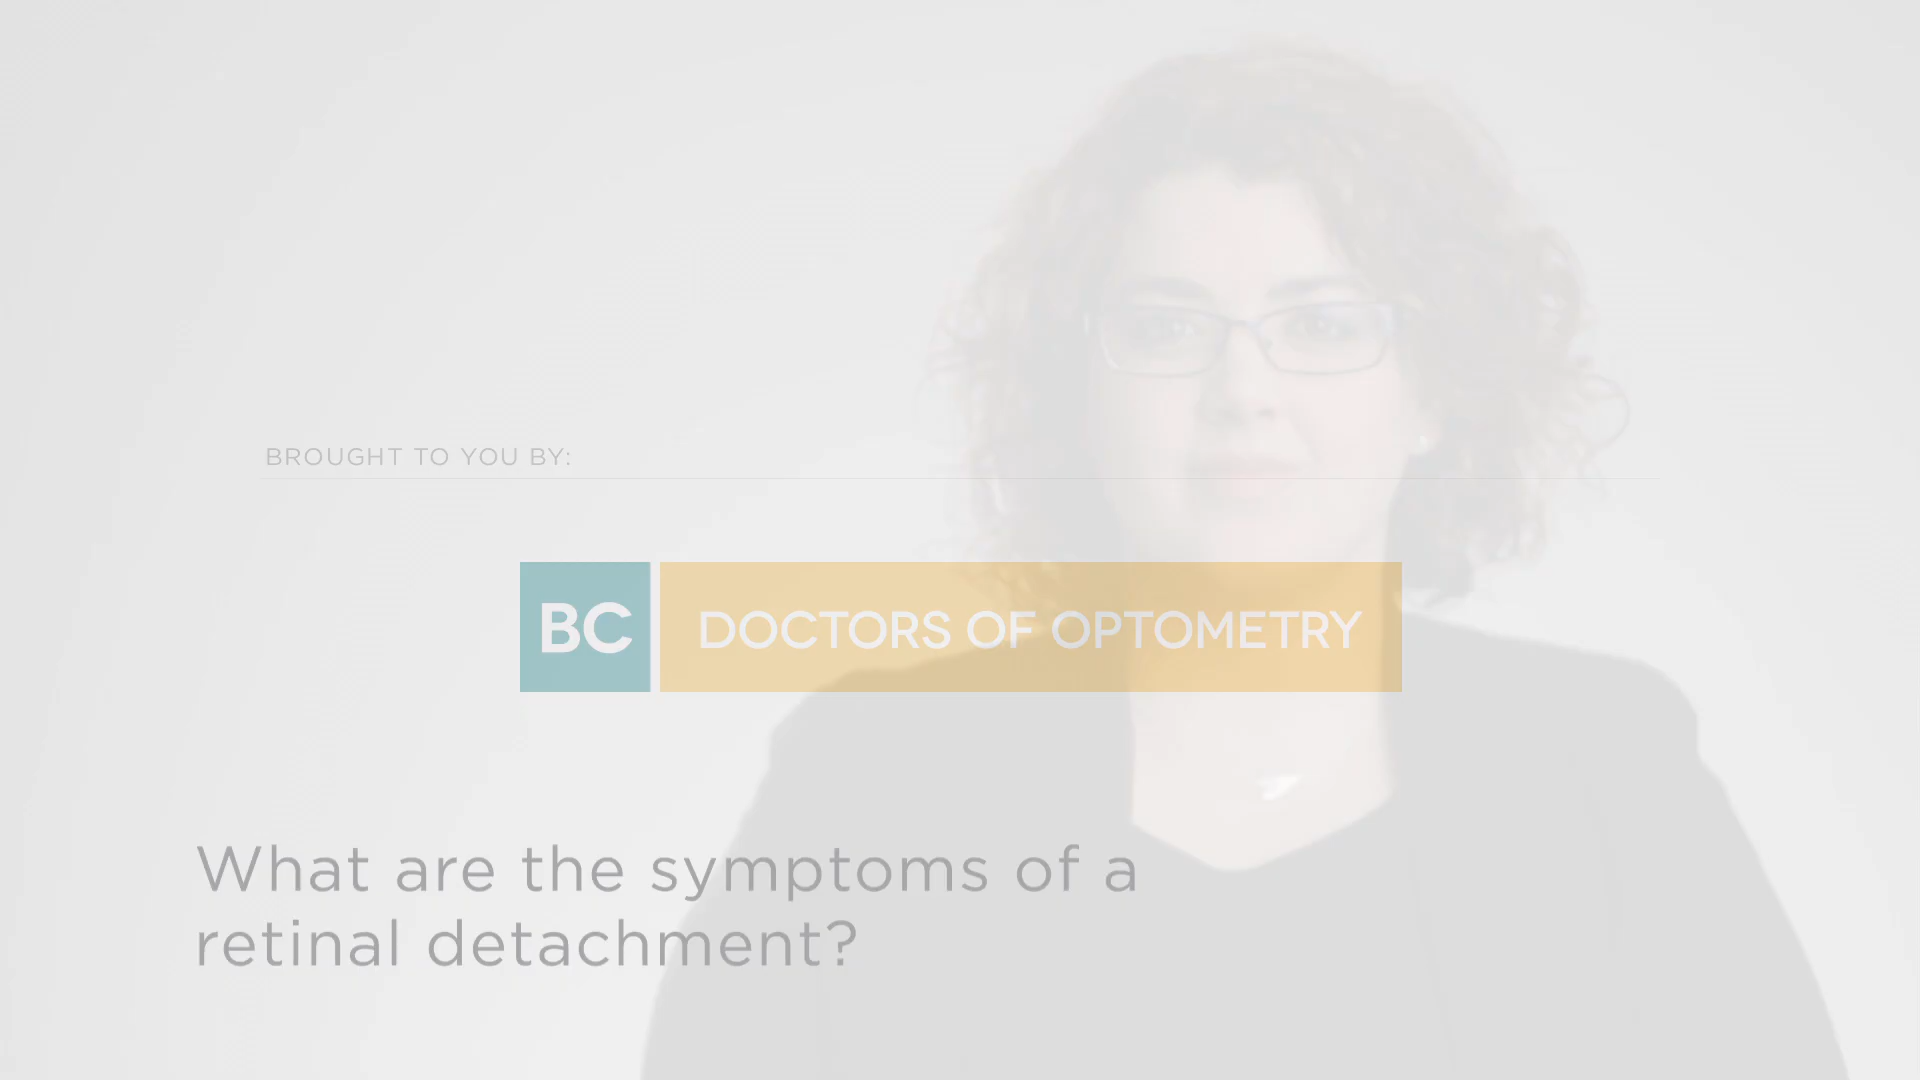 BROUGHT TO YOU BY:
BC DOCTORS OF OPTOMETRY
What are the symptoms of a
retinal detachment?